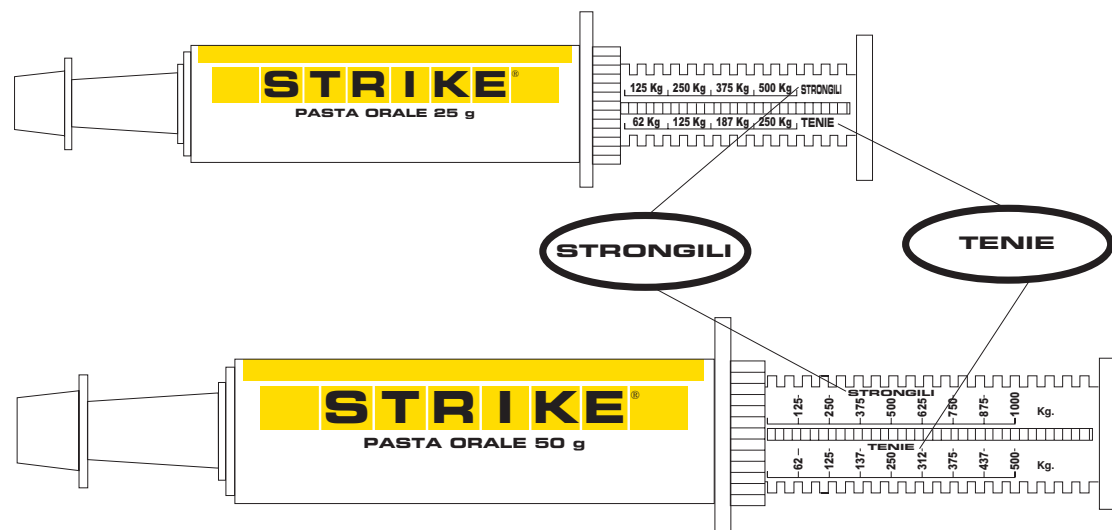 STRIKE®
PASTA ORALE 25 g
125 Kg 250 Kg 375 Kg 500 Kg STRONGILI
62 Kg 125 Kg 187 Kg 250 Kg TENIE
STRONGILI
TENIE
STRIKE®
PASTA ORALE 50 g
STRONGILI
125- 250- 375 500 625 750 875- 1000 Kg.
TENIE
62- 125- 137- 250 312- 375- 437- 500- Kg.